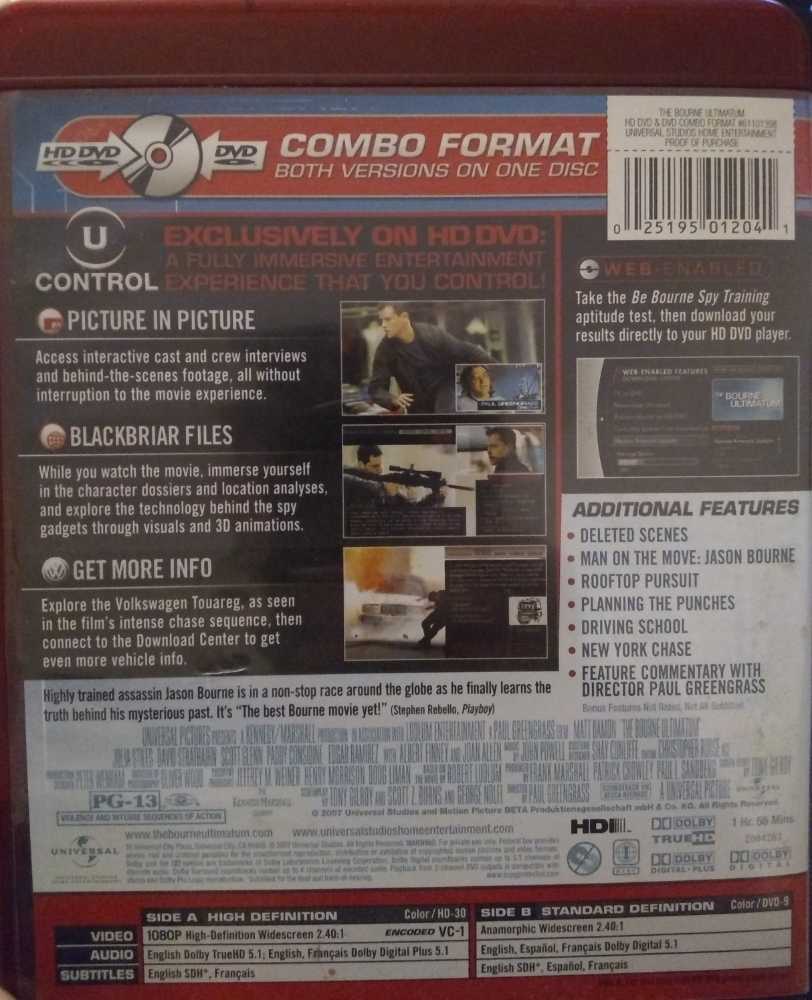 THE BOURNE ULTIMATUM
HD DVD & DVD COMBO FORMAT #61101398
UNIVERSAL STUDIOS HOME ENTERTAINMENT
PROOF OF PURCHASE
0 25195 01204 1
HD DVD
DVD
COMBO FORMAT
BOTH VERSIONS ON ONE DISC
U
CONTROL
EXCLUSIVELY ON HD DVD:
A FULLY IMMERSIVE ENTERTAINMENT
EXPERIENCE THAT YOU CONTROL!
PICTURE IN PICTURE
Access interactive cast and crew interviews
and behind-the-scenes footage, all without
interruption to the movie experience.
PAUL GREENGRASS
BLACKBRIAR FILES
While you watch the movie, immerse yourself
in the character dossiers and location analyses,
and explore the technology behind the spy
gadgets through visuals and 3D animations.
GET MORE INFO
Explore the Volkswagen Touareg, as seen
in the film's intense chase sequence, then
connect to the Download Center to get
even more vehicle info.
WEB-ENABLED
Take the Be Bourne Spy Training
aptitude test, then download your
results directly to your HD DVD player.
WEB-ENABLED FEATURES
THE BOURNE
ULTIMATUM
ADDITIONAL FEATURES
• DELETED SCENES
• MAN ON THE MOVE: JASON BOURNE
• ROOFTOP PURSUIT
• PLANNING THE PUNCHES
• DRIVING SCHOOL
• NEW YORK CHASE
• FEATURE COMMENTARY WITH
DIRECTOR PAUL GREENGRASS
Bonus Features Not Rated, Not All Subtitled
Highly trained assassin Jason Bourne is in a non-stop race around the globe as he finally learns the
truth behind his mysterious past. It's "The best Bourne movie yet!" (Stephen Rebello, Playboy)
UNIVERSAL PICTURES PRESENTS A KENNEDY/MARSHALL PRODUCTION IN ASSOCIATION WITH LUDLUM ENTERTAINMENT A PAUL GREENGRASS FILM MATT DAMON "THE BOURNE ULTIMATUM"
JULIA STILES DAVID STRATHAIRN SCOTT GLENN PADDY CONSIDINE EDGAR RAMIREZ WITH ALBERT FINNEY AND JOAN ALLEN MUSIC BY JOHN POWELL SHAY CUNLIFFE CHRISTOPHER ROUSE
PETER WENHAM OLIVER WOOD JEFFREY M. WEINER HENRY MORRISON DOUG LIMAN BASED ON ROBERT LUDLUM PRODUCED BY FRANK MARSHALL PATRICK CROWLEY PAUL L. SANDBERG TONY GILROY
TONY GILROY AND SCOTT Z. BURNS AND GEORGE NOLFI PAUL GREENGRASS A UNIVERSAL PICTURE
PG-13
VIOLENCE AND INTENSE SEQUENCES OF ACTION
© 2007 Universal Studios and Motion Picture BETA Produktionsgesellschaft mbH & Co. KG. All Rights Reserved.
www.thebourneultimatum.com www.universalstudioshomeentertainment.com
UNIVERSAL
HDi
DOLBY
TRUEHD
DOLBY
DIGITAL PLUS
1 Hr. 56 Mins
DOLBY
DIGITAL
SIDE A HIGH DEFINITION Color/HD-30
SIDE B STANDARD DEFINITION Color/DVD-9
VIDEO 1080P High-Definition Widescreen 2.40:1 ENCODED VC-1
Anamorphic Widescreen 2.40:1
AUDIO English Dolby TrueHD 5.1; English, Français Dolby Digital Plus 5.1
English, Español, Français Dolby Digital 5.1
SUBTITLES English SDH*, Français
English SDH*, Español, Français